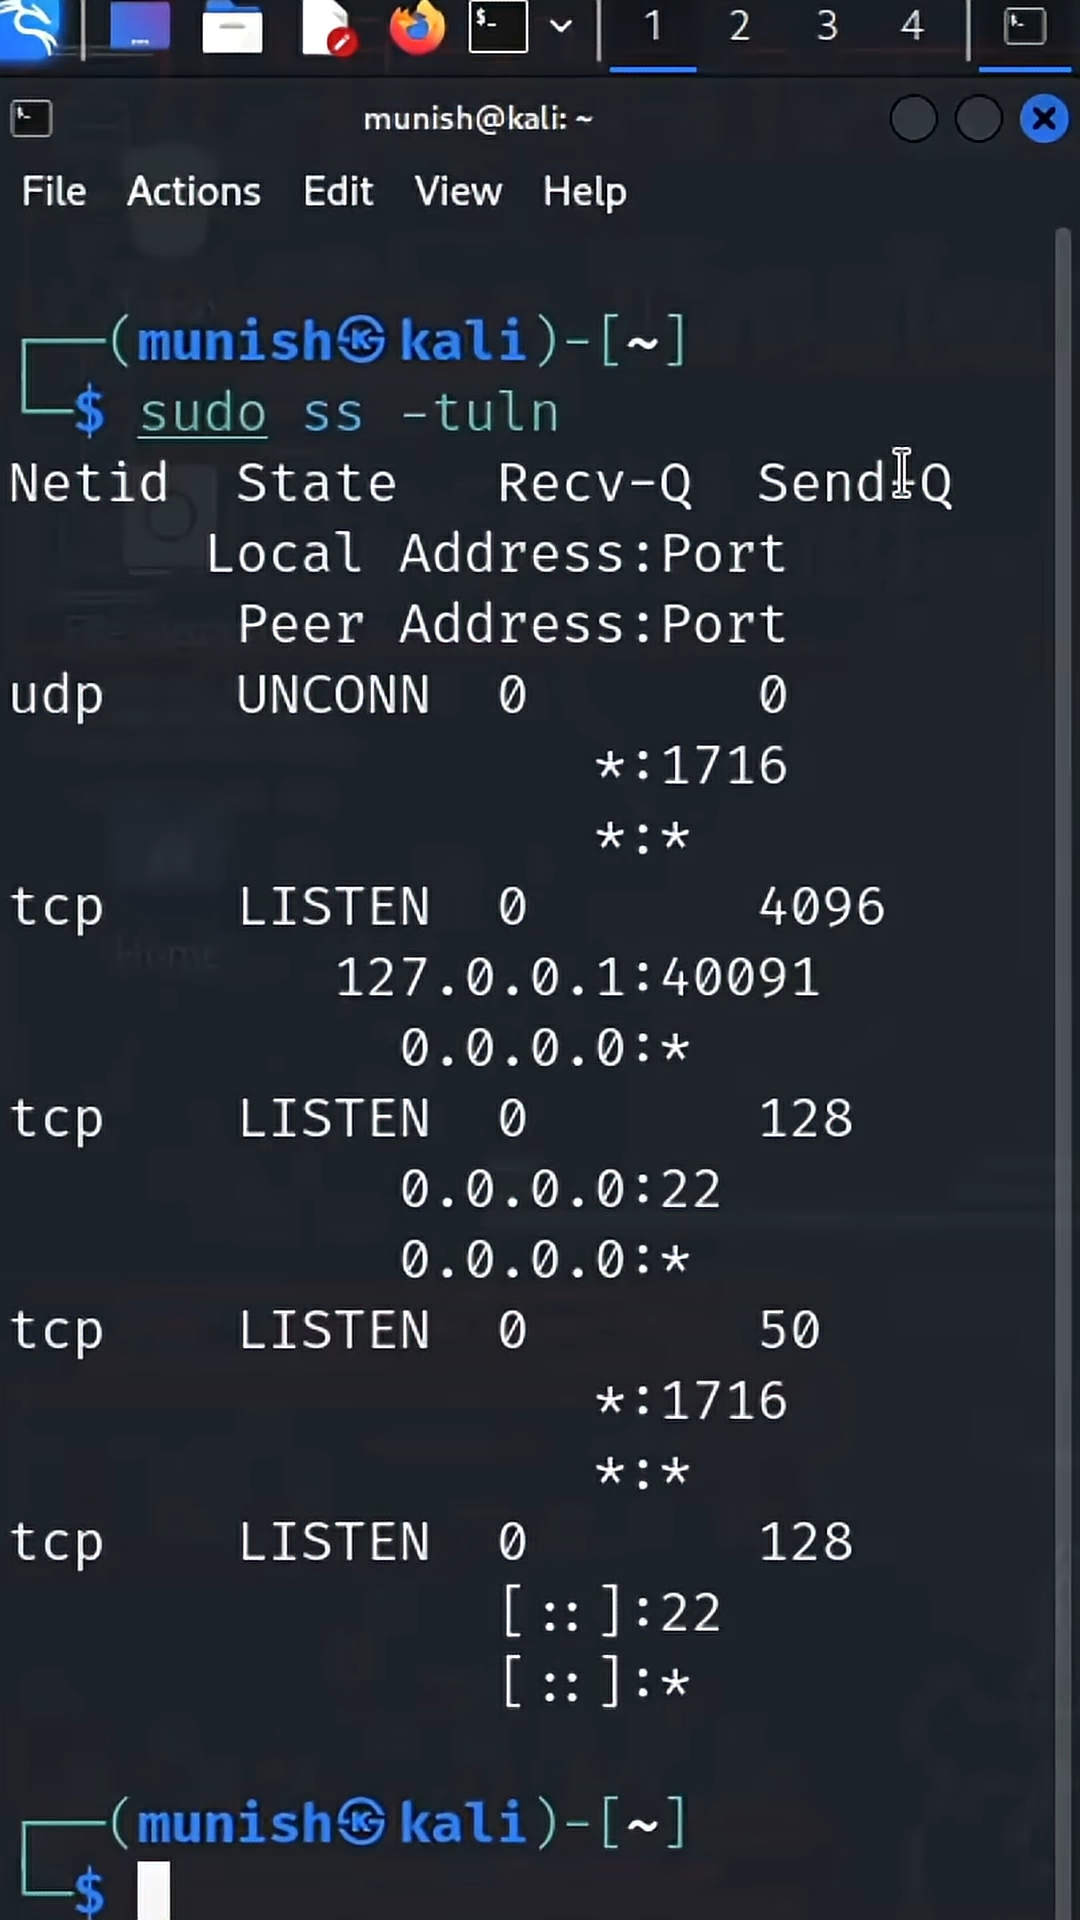 1 2 3 4
munish@kali: ~
File Actions Edit View Help
┌──(munish㉿kali)-[~]
└─$ sudo ss -tuln
Netid State Recv-Q Send-Q
Local Address:Port
Peer Address:Port
udp UNCONN 0 0
*:1716
*:*
tcp LISTEN 0 4096
127.0.0.1:40091
0.0.0.0:*
tcp LISTEN 0 128
0.0.0.0:22
0.0.0.0:*
tcp LISTEN 0 50
*:1716
*:*
tcp LISTEN 0 128
[::]:22
[::]:*
┌──(munish㉿kali)-[~]
└─$